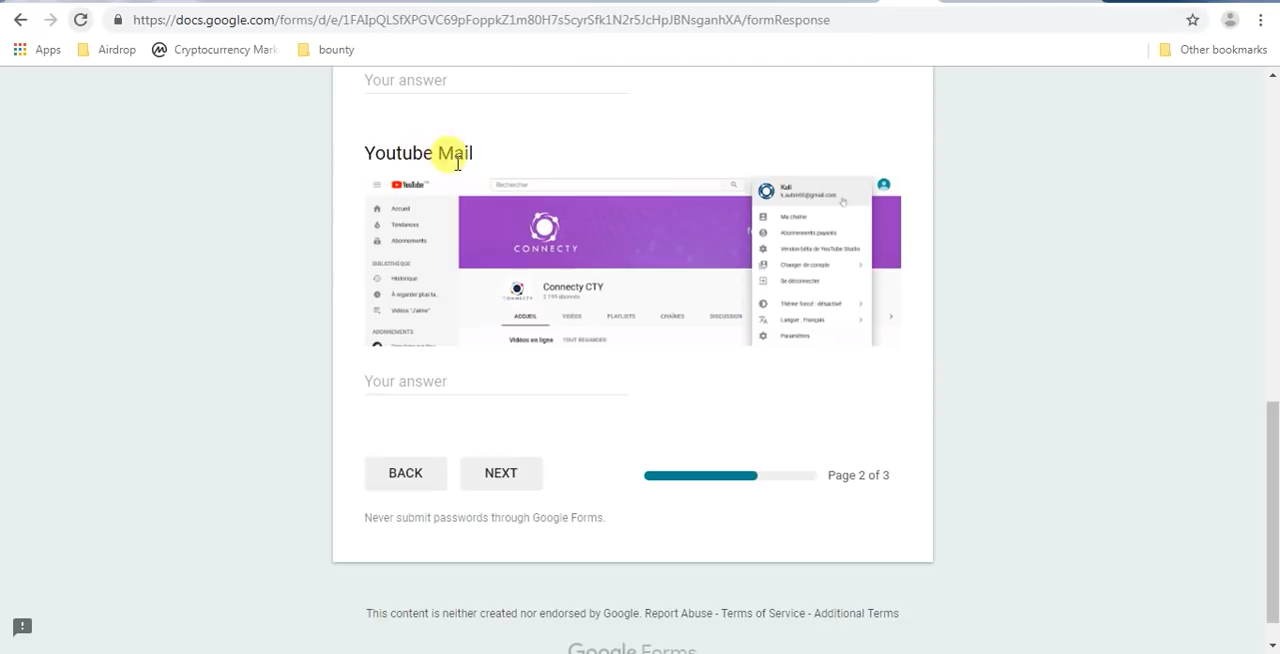 https://docs.google.com/forms/d/e/1FAIpQLSfXPGVC69pFoppkZ1m80H7s5cyrSfk1N2r5JcHpJBNsganhXA/formResponse
Apps Airdrop Cryptocurrency Mark bounty Other bookmarks
Your answer
Youtube Mail
YouTube Rechercher
Accueil
Tendances
Abonnements
BIBLIOTHÈQUE
Historique
À regarder plus ta..
Vidéos "J'aime"
ABONNEMENTS
CONNECTY
Connecty CTY
2 199 abonnés
ACCUEIL VIDÉOS PLAYLISTS CHAÎNES DISCUSSION
Vidéos en ligne TOUT REGARDER
Kali
Ma chaîne
Abonnements payants
Version bêta de YouTube Studio
Changer de compte
Se déconnecter
Thème foncé : désactivé
Langue : Français
Paramètres
Your answer
BACK NEXT Page 2 of 3
Never submit passwords through Google Forms.
This content is neither created nor endorsed by Google. Report Abuse - Terms of Service - Additional Terms
Google Forms